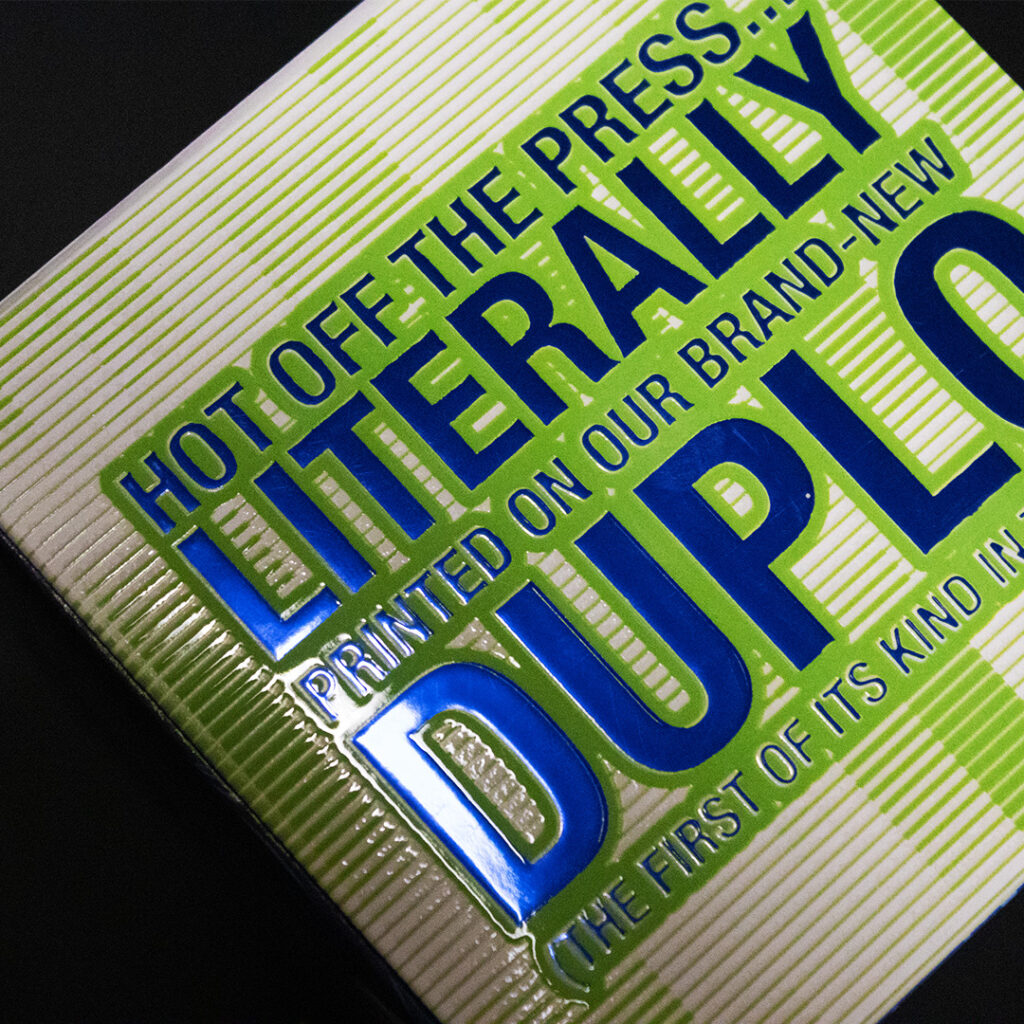 HOT OFF THE PRESS...
LITERALLY
PRINTED ON OUR BRAND-NEW
DUPLO
(THE FIRST OF ITS KIND IN